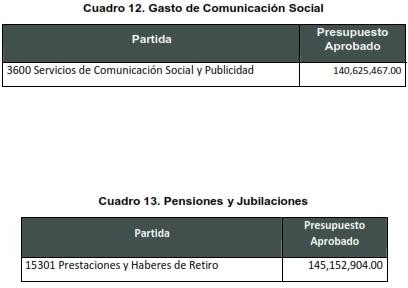 Cuadro 12. Gasto de Comunicación Social
Partida
Presupuesto
Aprobado
3600 Servicios de Comunicación Social y Publicidad
140,625,467.00
Cuadro 13. Pensiones y Jubilaciones
Partida
Presupuesto
Aprobado
15301 Prestaciones y Haberes de Retiro
145,152,904.00